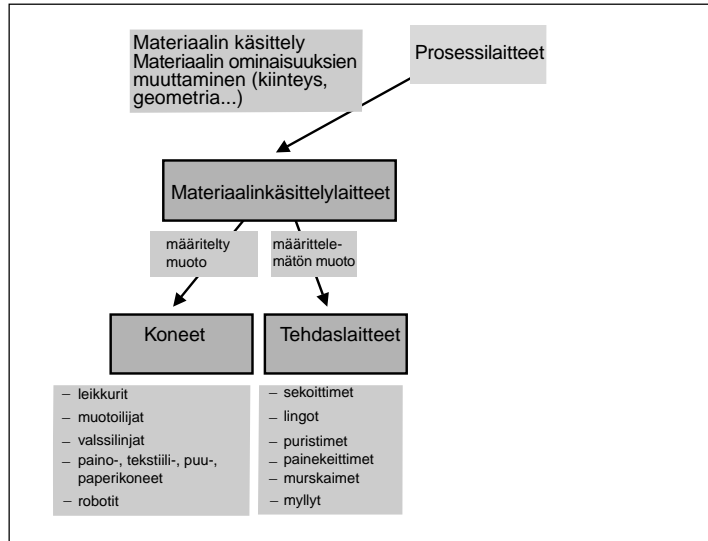 Materiaalin käsittely
Materiaalin ominaisuuksien
muuttaminen (kiinteys,
geometria...)
Prosessilaitteet
Materiaalinkäsittelylaitteet
määritelty
muoto
määrittele-
mätön muoto
Koneet
Tehdaslaitteet
– leikkurit
– muotoilijat
– valssilinjat
– paino-, tekstiili-, puu-,
paperikoneet
– robotit
– sekoittimet
– lingot
– puristimet
– painekeittimet
– murskaimet
– myllyt